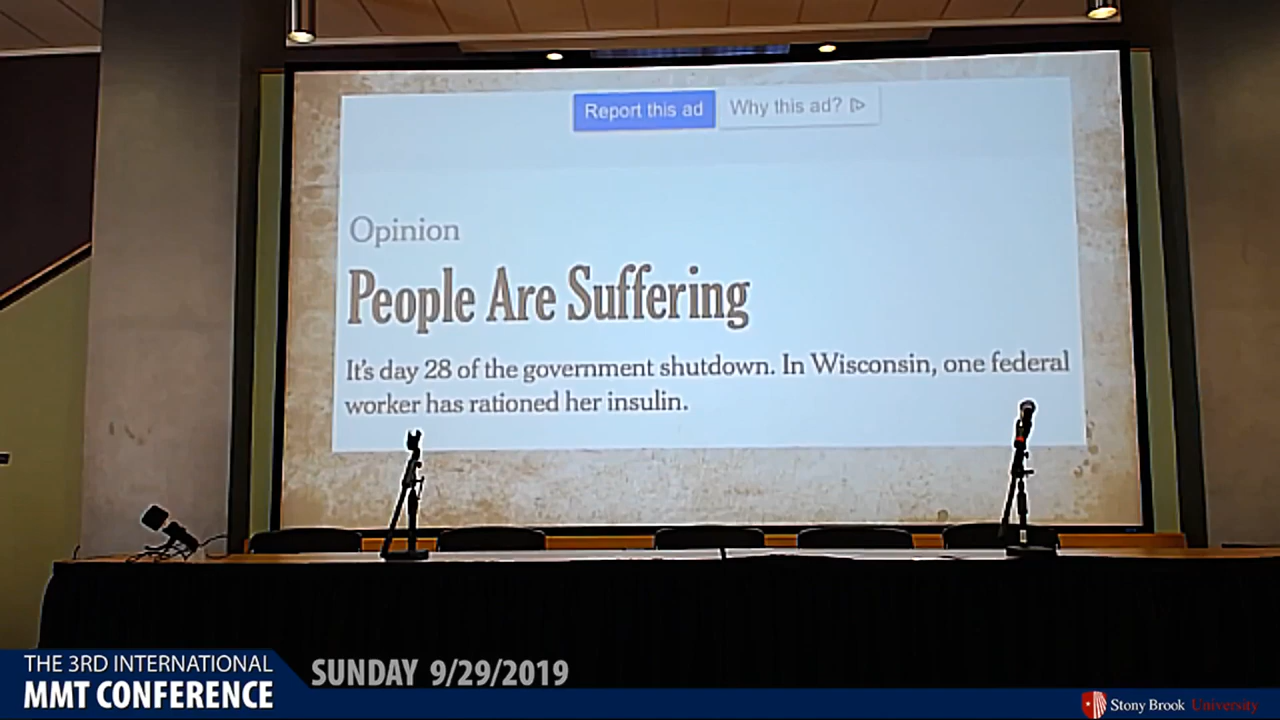 Report this ad
Why this ad?
Opinion
People Are Suffering
It's day 28 of the government shutdown. In Wisconsin, one federal
worker has rationed her insulin.
THE 3RD INTERNATIONAL
MMT CONFERENCE
SUNDAY 9/29/2019
Stony Brook University